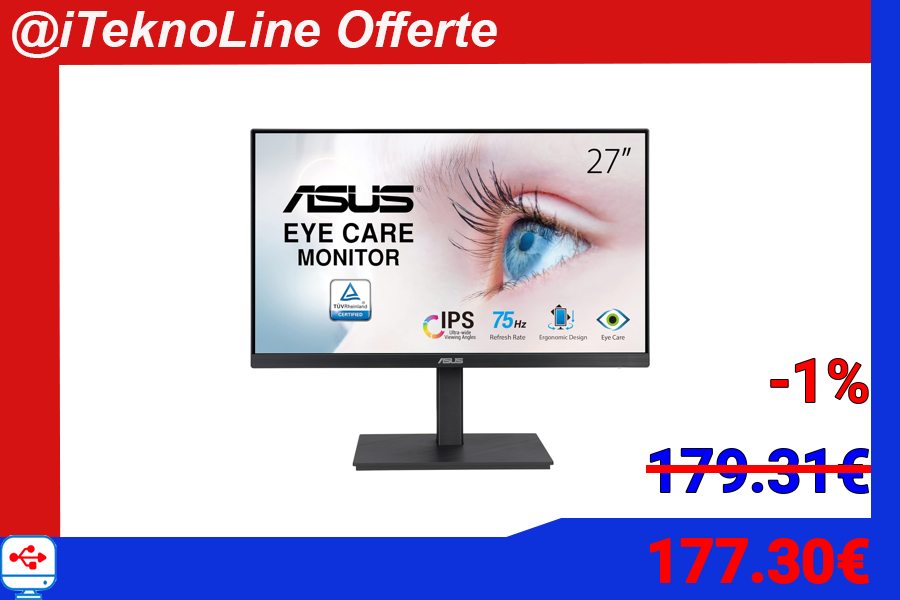 @iTeknoLine Offerte
27"
ASUS®
EYE CARE
MONITOR
TÜVRheinland
CERTIFIED
IPS
Ultra-wide
Viewing Angles
75Hz
Refresh Rate
Ergonomic Design
Eye Care
ASUS
-1%
179.31€
177.30€